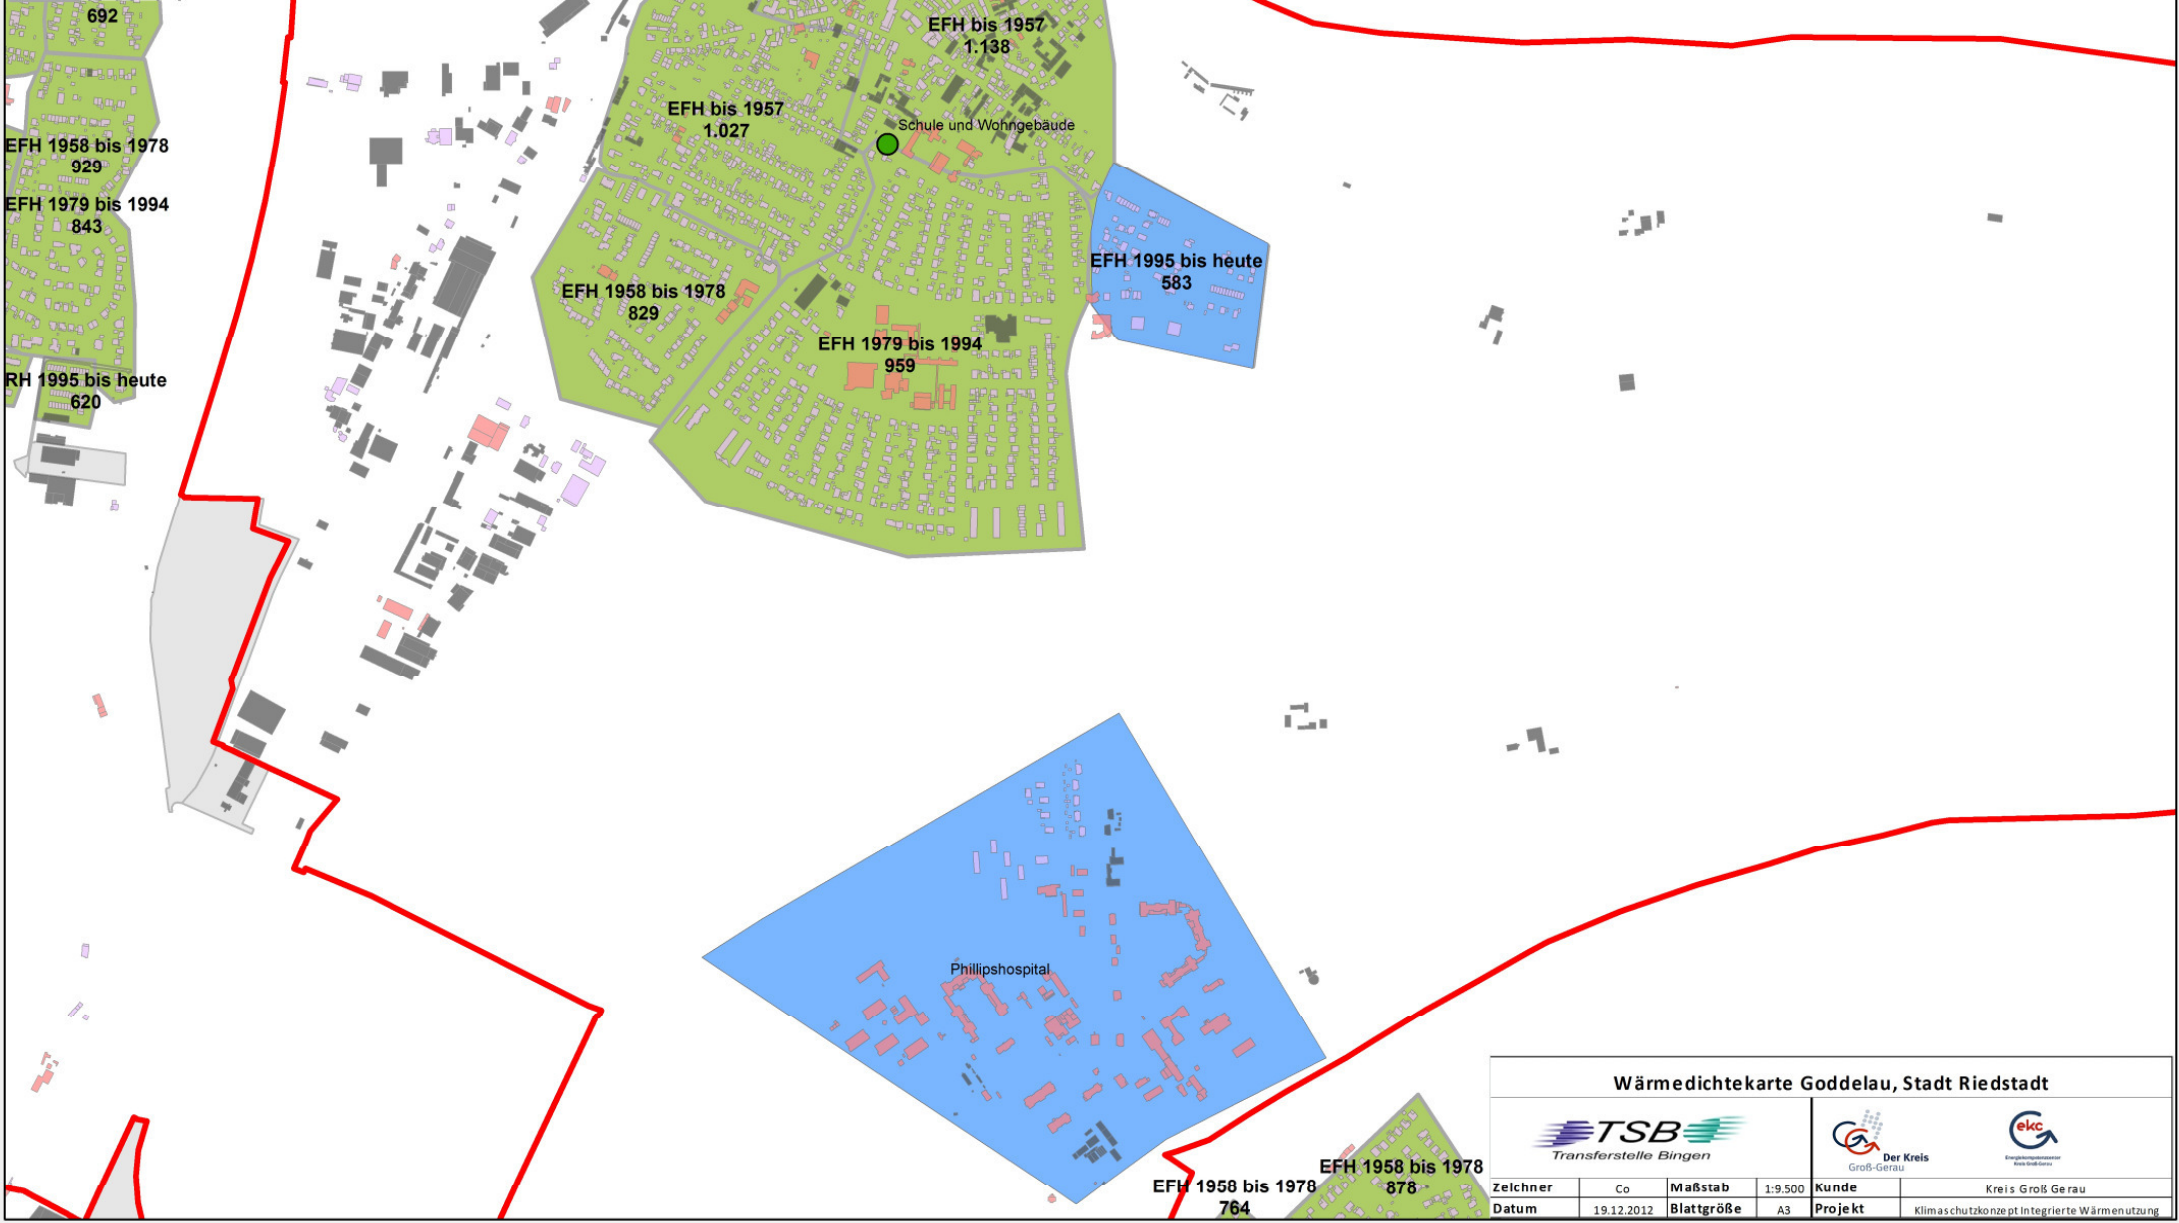 692
EFH bis 1957
1.138
EFH bis 1957
1.027
Schule und Wohngebäude
EFH 1958 bis 1978
929
EFH 1979 bis 1994
843
EFH 1995 bis heute
583
EFH 1958 bis 1978
829
EFH 1979 bis 1994
959
RH 1995 bis heute
620
Phillipshospital
EFH 1958 bis 1978
878
EFH 1958 bis 1978
764
Wärmedichtekarte Goddelau, Stadt Riedstadt
TSB
Transferstelle Bingen
Der Kreis
Groß-Gerau
ekc
Energiekompetenzcenter
Kreis Groß-Gerau
Zeichner Co Maßstab 1:9.500 Kunde Kreis Groß Gerau
Datum 19.12.2012 Blattgröße A3 Projekt Klimaschutzkonzept Integrierte Wärmenutzung